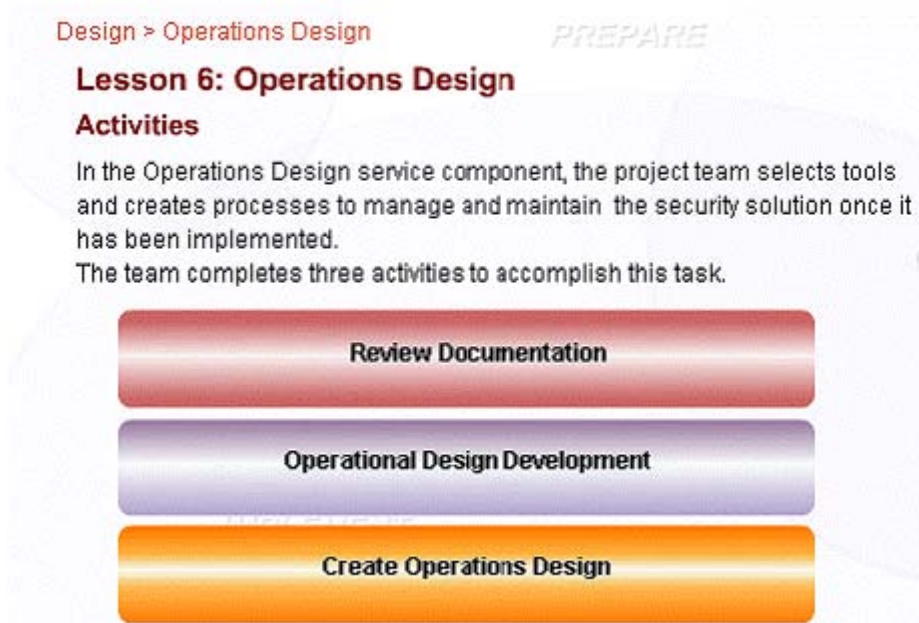 Design > Operations Design
PREPARE
Lesson 6: Operations Design
Activities
In the Operations Design service component, the project team selects tools
and creates processes to manage and maintain the security solution once it
has been implemented.
The team completes three activities to accomplish this task.
Review Documentation
Operational Design Development
Create Operations Design